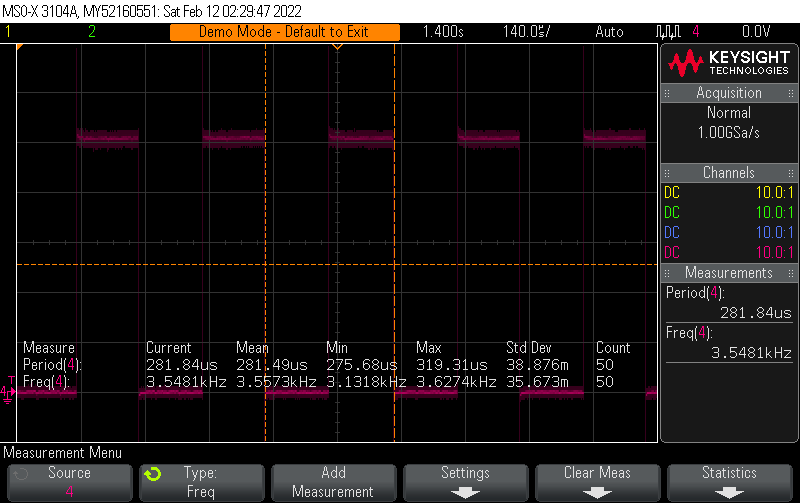 MSO-X 3104A, MY52160551: Sat Feb 12 02:29:47 2022
1 2 Demo Mode - Default to Exit 1.400s 140.0s/ Auto 4 0.0V
KEYSIGHT
TECHNOLOGIES
Acquisition
Normal
1.00GSa/s
Channels
DC 10.0:1
DC 10.0:1
DC 10.0:1
DC 10.0:1
Measurements
Period(4):
281.84us
Freq(4):
3.5481kHz
Measure Current Mean Min Max Std Dev Count
Period(4): 281.84us 281.49us 275.68us 319.31us 38.876m 50
Freq(4): 3.5481kHz 3.5573kHz 3.1318kHz 3.6274kHz 35.673m 50
T
4
Measurement Menu
Source
4
Type:
Freq
Add
Measurement
Settings
Clear Meas
Statistics